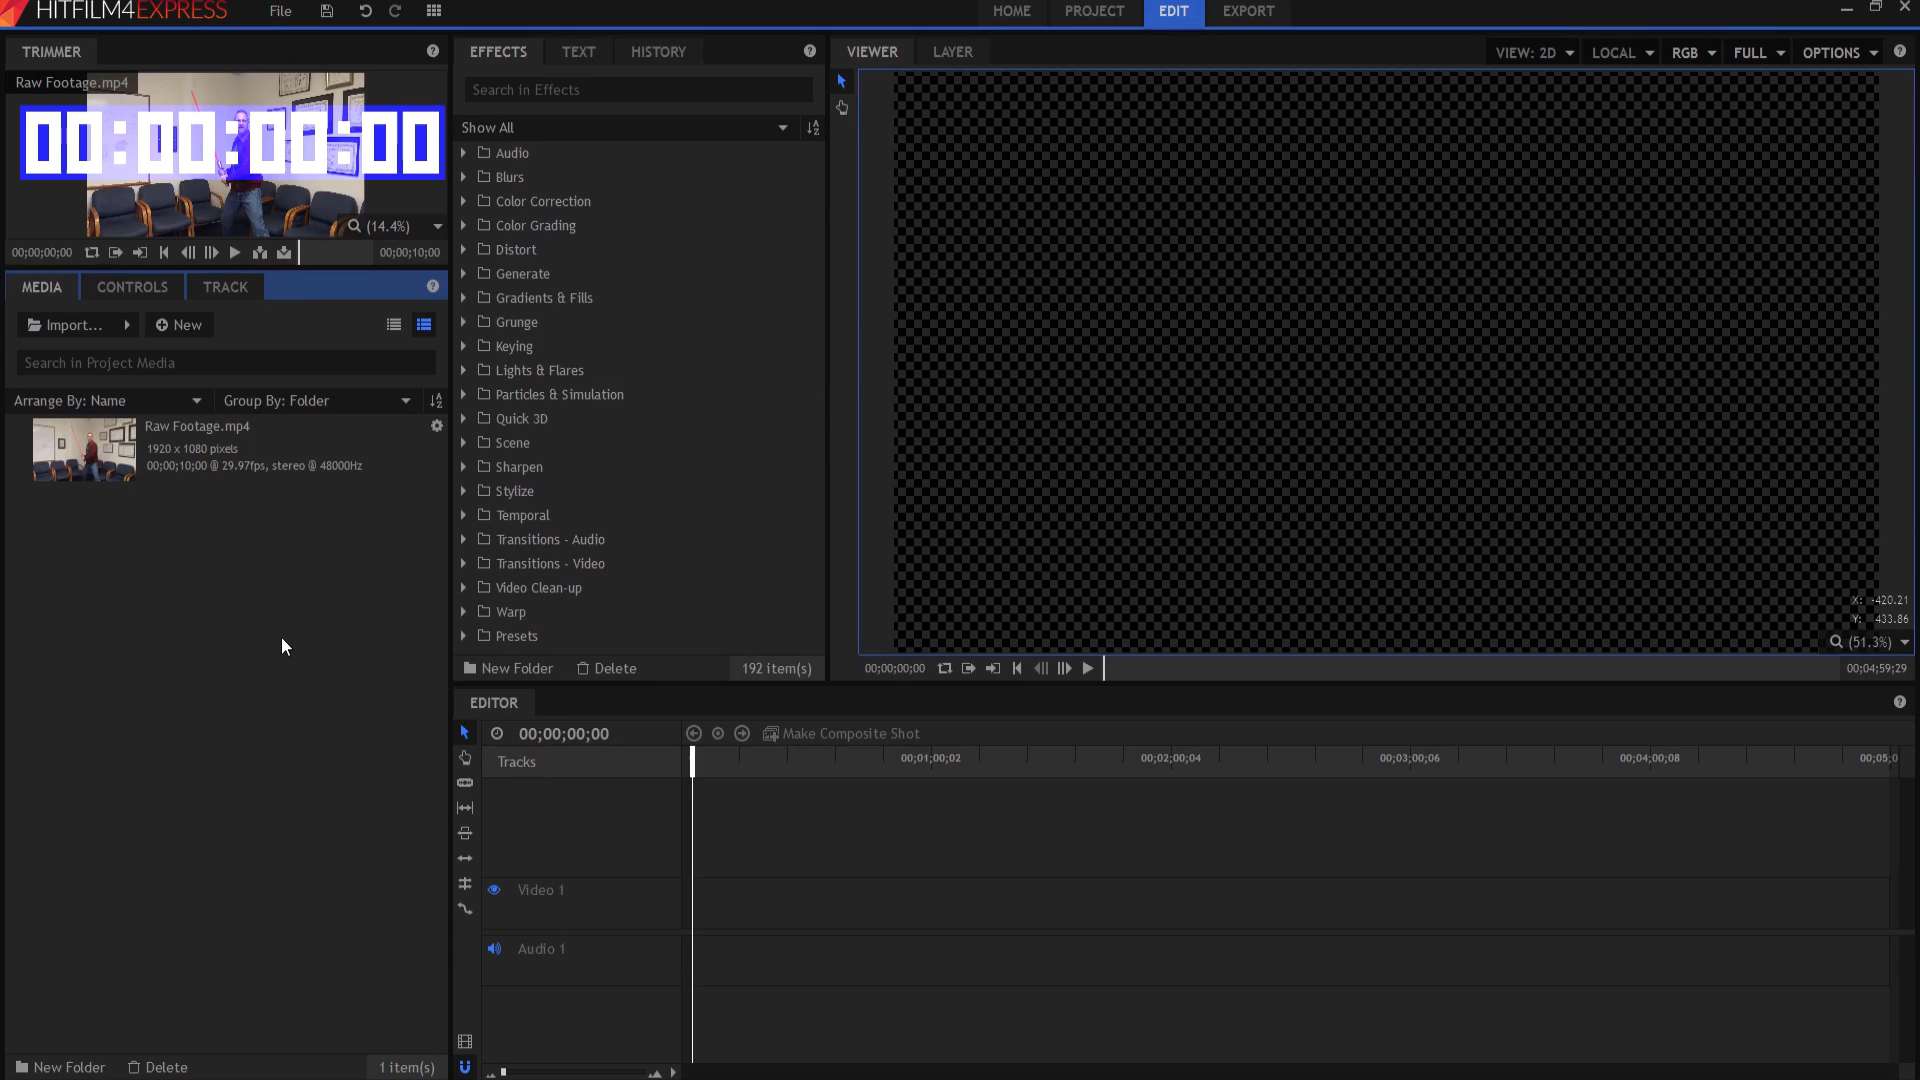 HITFILM4EXPRESS
File
HOME
PROJECT
EDIT
EXPORT
TRIMMER
Raw Footage.mp4
00:00:00:00
(14.4%)
00;00;00;00
00;00;10;00
MEDIA
CONTROLS
TRACK
Import...
New
Search in Project Media
Arrange By: Name
Group By: Folder
Raw Footage.mp4
1920 x 1080 pixels
00;00;10;00 @ 29.97fps, stereo @ 48000Hz
New Folder
Delete
1 item(s)
EFFECTS
TEXT
HISTORY
Search in Effects
Show All
Audio
Blurs
Color Correction
Color Grading
Distort
Generate
Gradients & Fills
Grunge
Keying
Lights & Flares
Particles & Simulation
Quick 3D
Scene
Sharpen
Stylize
Temporal
Transitions - Audio
Transitions - Video
Video Clean-up
Warp
Presets
New Folder
Delete
192 item(s)
VIEWER
LAYER
VIEW: 2D
LOCAL
RGB
FULL
OPTIONS
X: -420.21
Y: 433.86
(51.3%)
00;00;00;00
00;04;59;29
EDITOR
00;00;00;00
Make Composite Shot
Tracks
00;01;00;02
00;02;00;04
00;03;00;06
00;04;00;08
00;05;0
Video 1
Audio 1